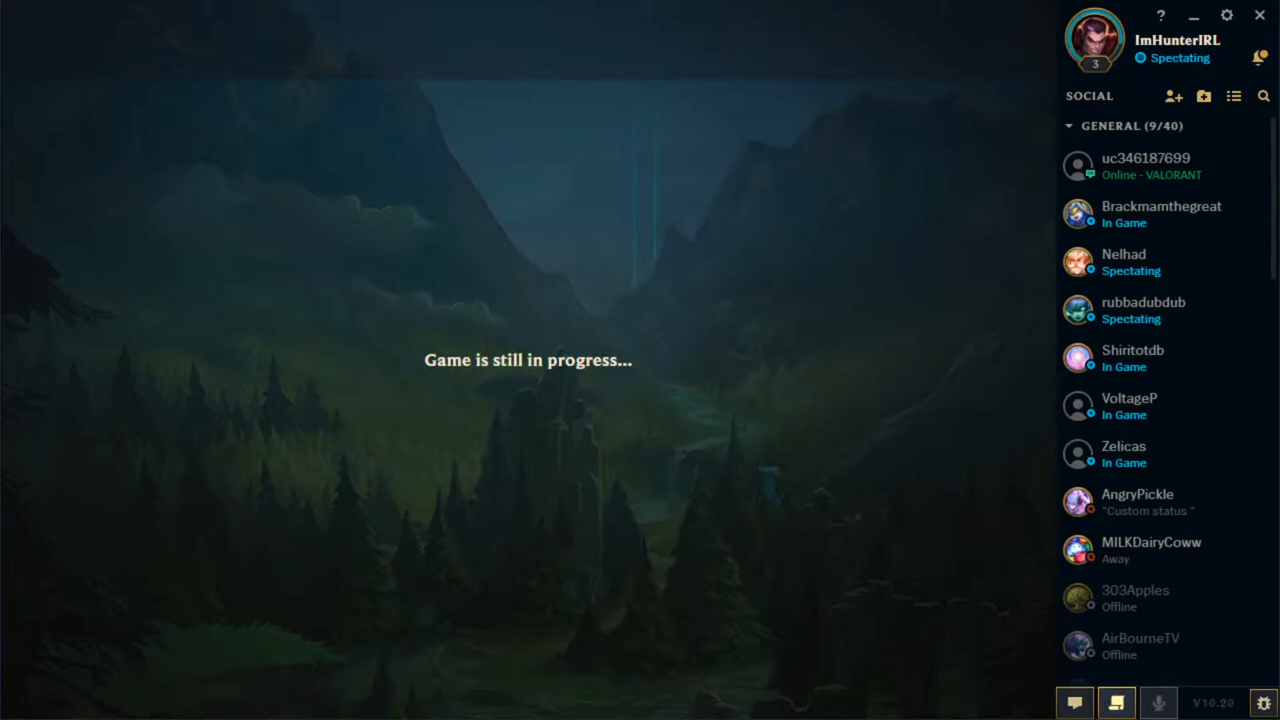 ?
ImHunterIRL
Spectating
3
SOCIAL
GENERAL (9/40)
uc346187699
Online - VALORANT
Brackmamthegreat
In Game
Nelhad
Spectating
rubbadubdub
Spectating
Shiritotdb
In Game
Game is still in progress...
VoltageP
In Game
Zelicas
In Game
AngryPickle
"Custom status "
MILKDairyCoww
Away
303Apples
Offline
AirBourneTV
Offline
V10.20